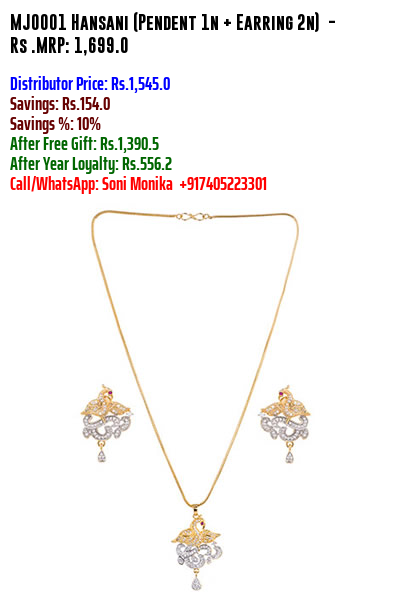 MJ0001 Hansani (Pendent 1n + Earring 2n) -
Rs .MRP: 1,699.0
Distributor Price: Rs.1,545.0
Savings: Rs.154.0
Savings %: 10%
After Free Gift: Rs.1,390.5
After Year Loyalty: Rs.556.2
Call/WhatsApp: Soni Monika +917405223301